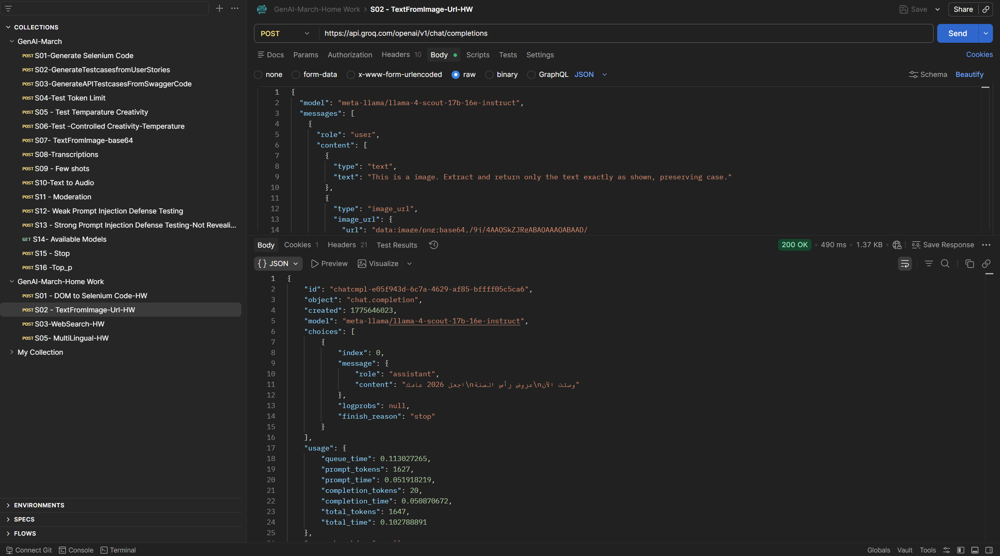 COLLECTIONS
GenAI-March
POST S01-Generate Selenium Code
POST S02-GenerateTestcasesfromUserStories
POST S03-GenerateAPITestcasesFromSwaggerCode
POST S04-Test Token Limit
POST S05 - Test Temparature Creativity
POST S06-Test -Controlled Creativity-Temperature
POST S07- TextFromImage-base64
POST S08-Transcriptions
POST S09 - Few shots
POST S10-Text to Audio
POST S11 - Moderation
POST S12- Weak Prompt Injection Defense Testing
POST S13 - Strong Prompt Injection Defense Testing-Not Reveali...
GET S14- Available Models
POST S15 - Stop
POST S16 -Top_p
GenAI-March-Home Work
POST S01 - DOM to Selenium Code-HW
POST S02 - TextFromImage-Url-HW
POST S03-WebSearch-HW
POST S05- MultiLingual-HW
My Collection
ENVIRONMENTS
SPECS
FLOWS
HTTP GenAI-March-Home Work > S02 - TextFromImage-Url-HW Save Share
POST https://api.groq.com/openai/v1/chat/completions Send
Docs Params Authorization Headers 10 Body Scripts Tests Settings Cookies
none form-data x-www-form-urlencoded raw binary GraphQL JSON Schema Beautify
1 {
2 "model": "meta-llama/llama-4-scout-17b-16e-instruct",
3 "messages": [
4 {
5 "role": "user",
6 "content": [
7 {
8 "type": "text",
9 "text": "This is a image. Extract and return only the text exactly as shown, preserving case."
10 },
11 {
12 "type": "image_url",
13 "image_url": {
14 "url": "data:image/png;base64,/9j/4AAQSkZJRgABAQAAAQABAAD/
Body Cookies 1 Headers 21 Test Results 200 OK • 490 ms • 1.37 KB • e.g. Save Response
{} JSON Preview Visualize
1 {
2 "id": "chatcmpl-e05f943d-6c7a-4629-af85-bffff05c5ca6",
3 "object": "chat.completion",
4 "created": 1775646023,
5 "model": "meta-llama/llama-4-scout-17b-16e-instruct",
6 "choices": [
7 {
8 "index": 0,
9 "message": {
10 "role": "assistant",
11 "content": "وصلت الآن\nعروض رأس السنة\nاجعل 2026 عامك"
12 },
13 "logprobs": null,
14 "finish_reason": "stop"
15 }
16 ],
17 "usage": {
18 "queue_time": 0.113027265,
19 "prompt_tokens": 1627,
20 "prompt_time": 0.051918219,
21 "completion_tokens": 20,
22 "completion_time": 0.050870672,
23 "total_tokens": 1647,
24 "total_time": 0.102788891
25 },
Connect Git Console Terminal Globals Vault Tools